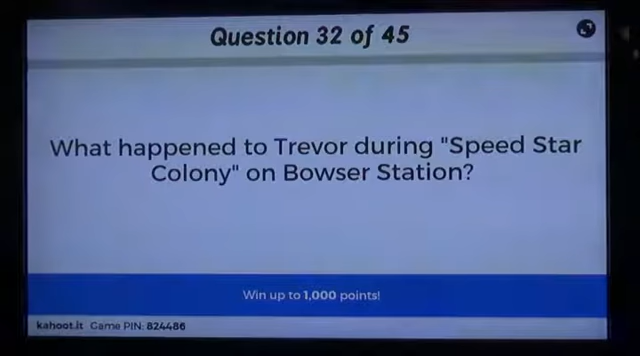 Question 32 of 45
What happened to Trevor during "Speed Star
Colony" on Bowser Station?
Win up to 1,000 points!
kahoot.it Game PIN: 824486